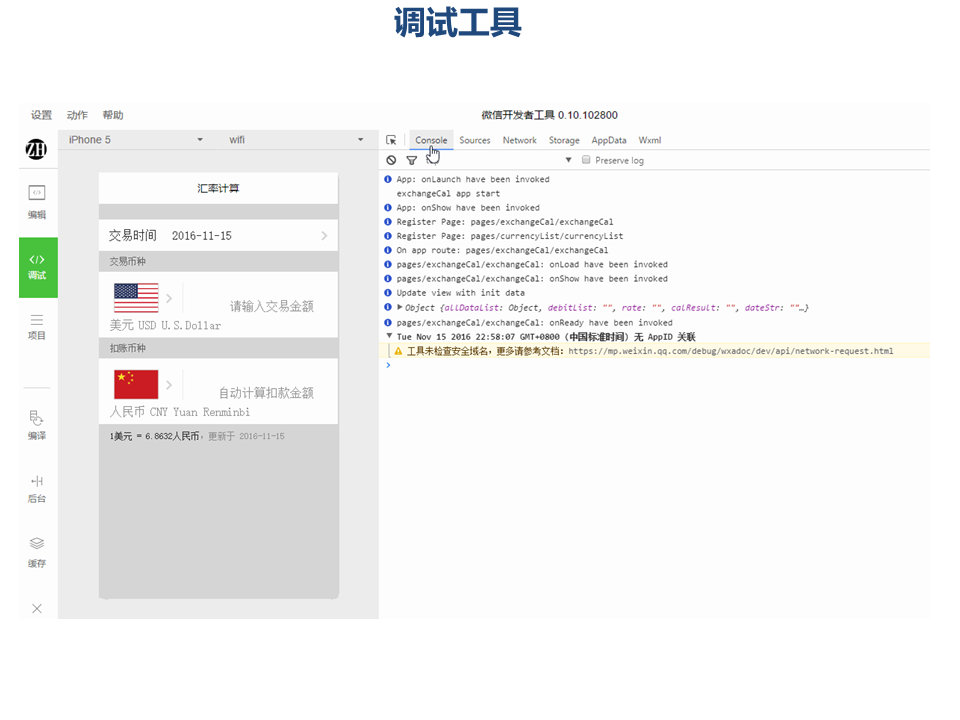 调试工具
设置 动作 帮助
微信开发者工具 0.10.102800
ZH
iPhone 5
wifi
Console Sources Network Storage AppData Wxml
Preserve log
编辑
调试
项目
编译
后台
缓存
汇率计算
交易时间 2016-11-15
交易币种
请输入交易金额
美元 USD U.S.Dollar
扣账币种
自动计算扣款金额
人民币 CNY Yuan Renminbi
1美元 = 6.8632人民币，更新于 2016-11-15
App: onLaunch have been invoked
exchangeCal app start
App: onShow have been invoked
Register Page: pages/exchangeCal/exchangeCal
Register Page: pages/currencyList/currencyList
On app route: pages/exchangeCal/exchangeCal
pages/exchangeCal/exchangeCal: onLoad have been invoked
pages/exchangeCal/exchangeCal: onShow have been invoked
Update view with init data
Object {allDataList: Object, debitList: "", rate: "", calResult: "", dateStr: ""…}
pages/exchangeCal/exchangeCal: onReady have been invoked
Tue Nov 15 2016 22:58:07 GMT+0800 (中国标准时间) 无 AppID 关联
工具未检查安全域名，更多请参考文档：https://mp.weixin.qq.com/debug/wxadoc/dev/api/network-request.html